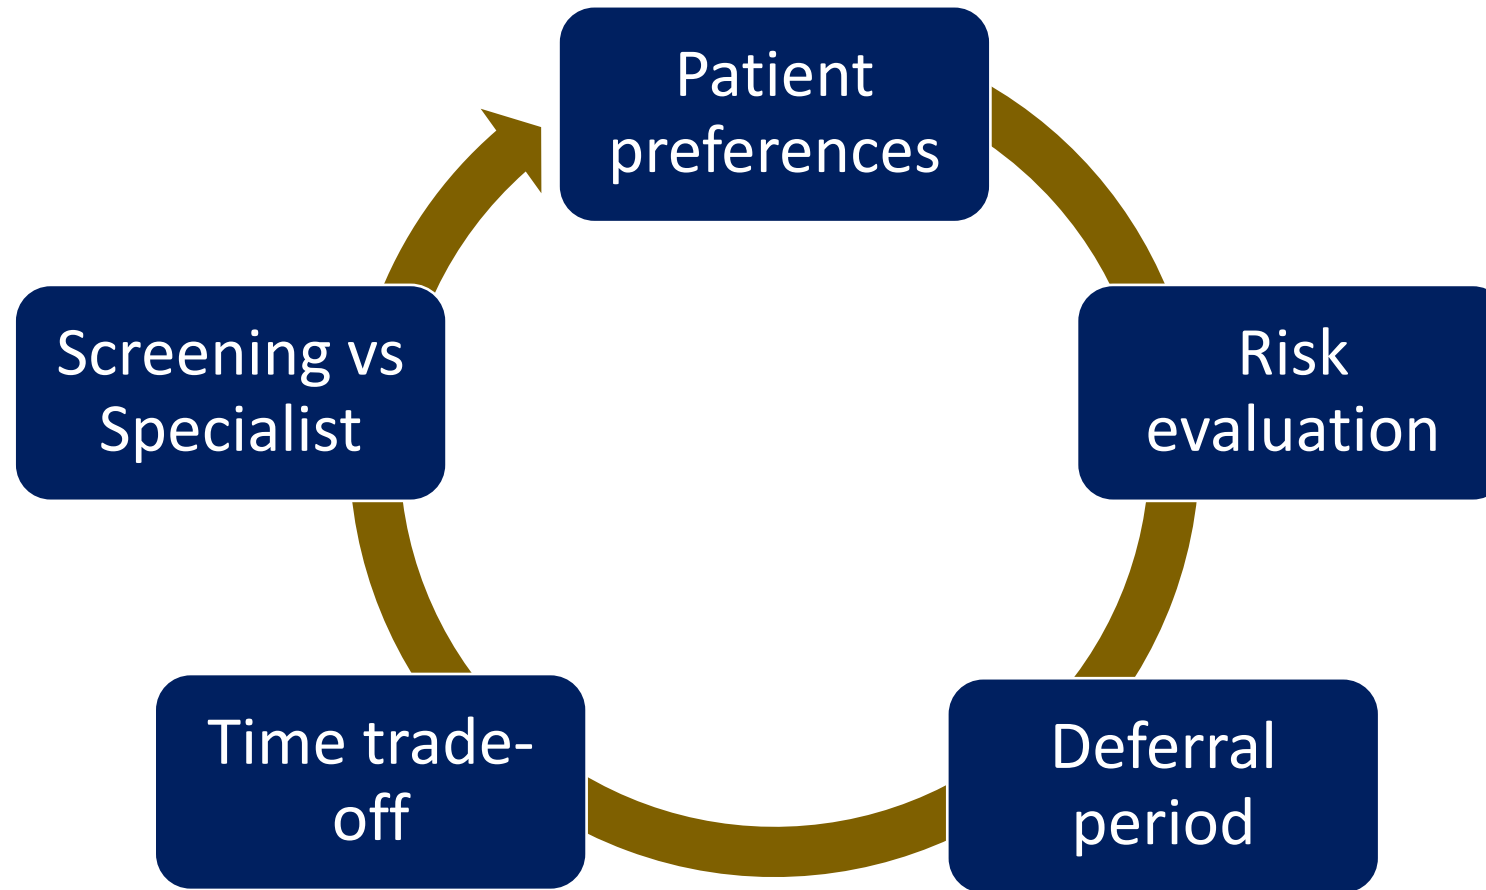 Patient
preferences
Risk
evaluation
Deferral
period
Time trade-
off
Screening vs
Specialist